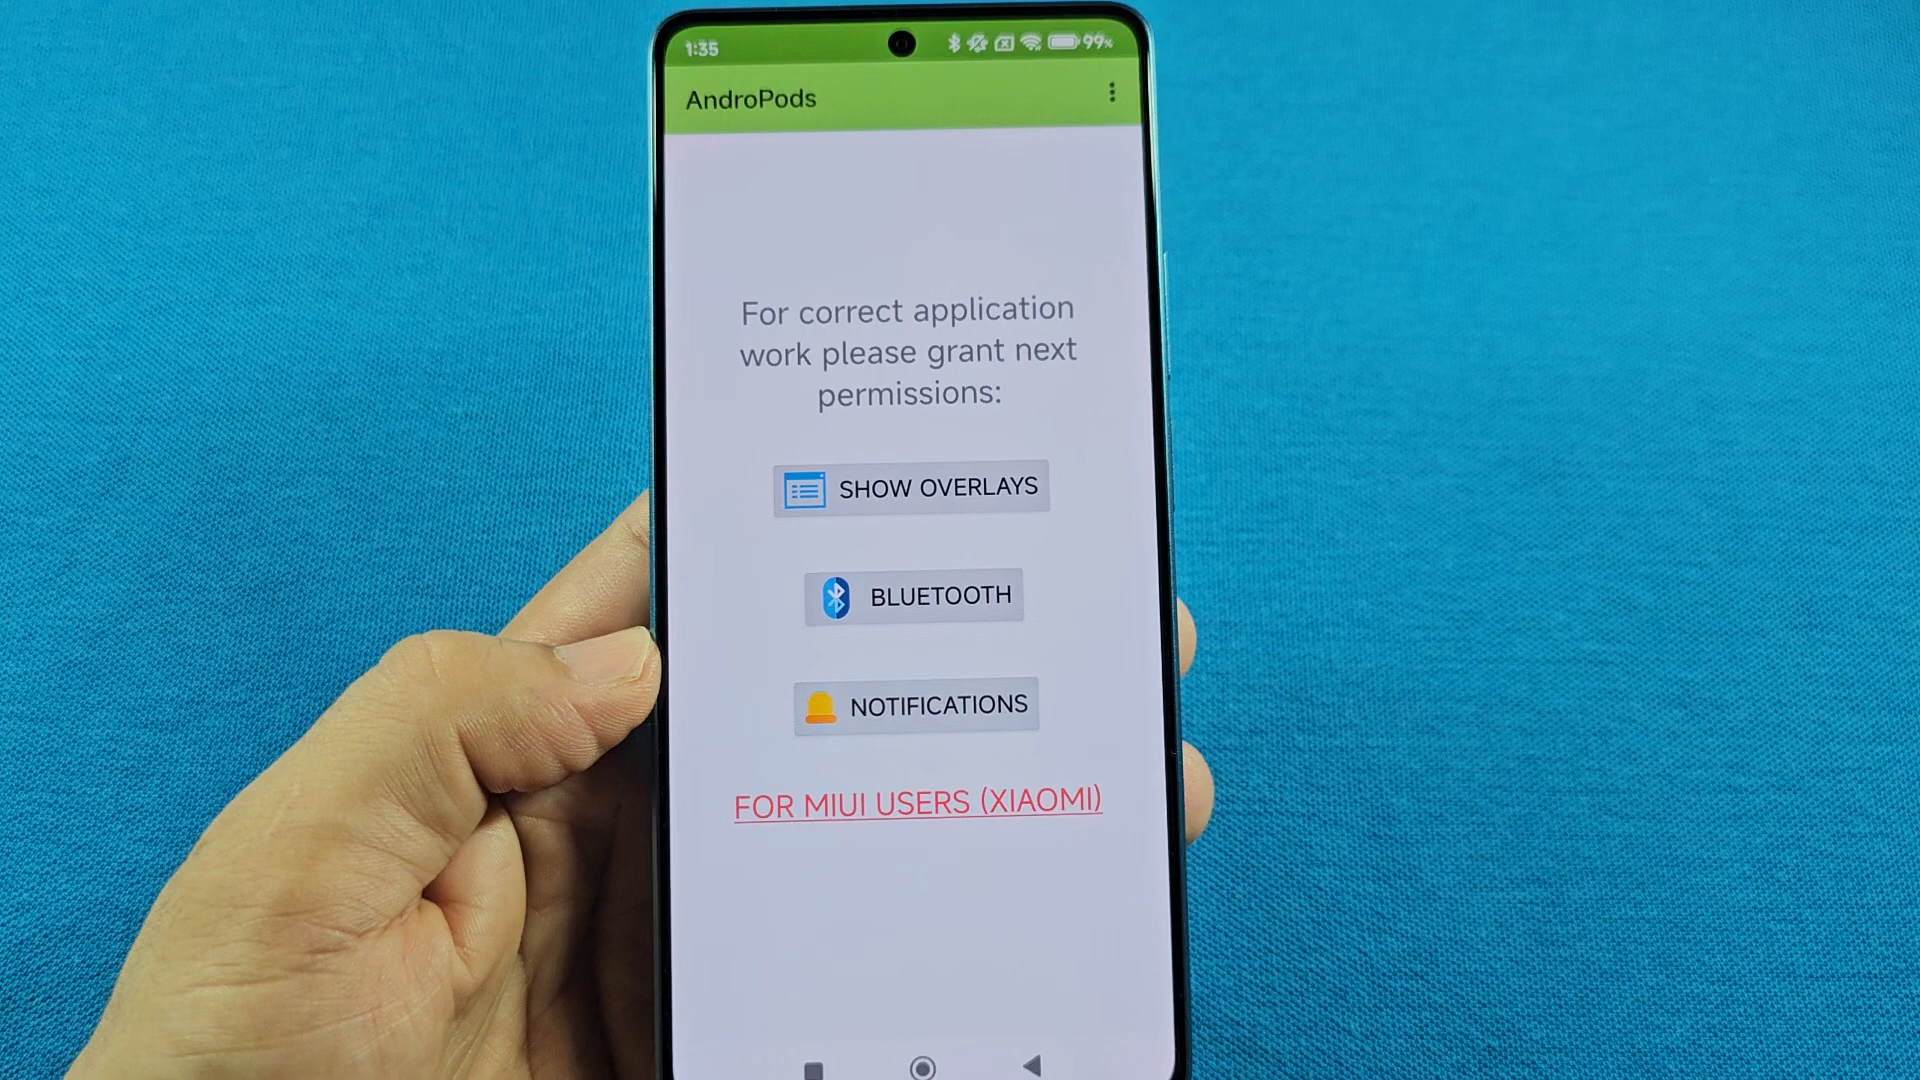 1:35
99%
AndroPods
For correct application
work please grant next
permissions:
SHOW OVERLAYS
BLUETOOTH
NOTIFICATIONS
FOR MIUI USERS (XIAOMI)